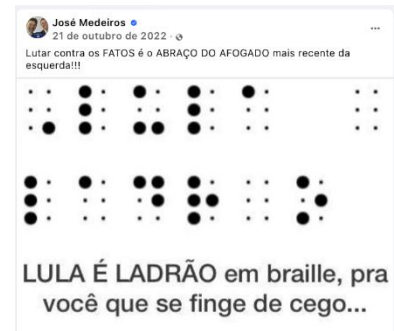 José Medeiros
21 de outubro de 2022 ·
Lutar contra os FATOS é o ABRAÇO DO AFOGADO mais recente da
esquerda!!!
⠠⠇⠥⠇⠁⠀
⠇⠁⠙⠗⠀⠕
LULA É LADRÃO em braille, pra
você que se finge de cego...